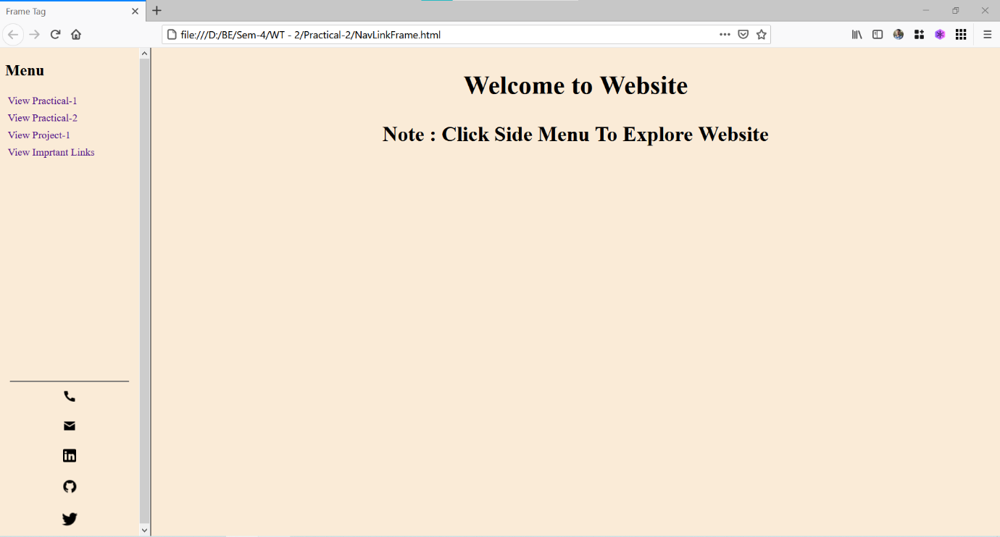 Frame Tag
file:///D:/BE/Sem-4/WT - 2/Practical-2/NavLinkFrame.html
Menu
View Practical-1
View Practical-2
View Project-1
View Imprtant Links
Welcome to Website
Note : Click Side Menu To Explore Website